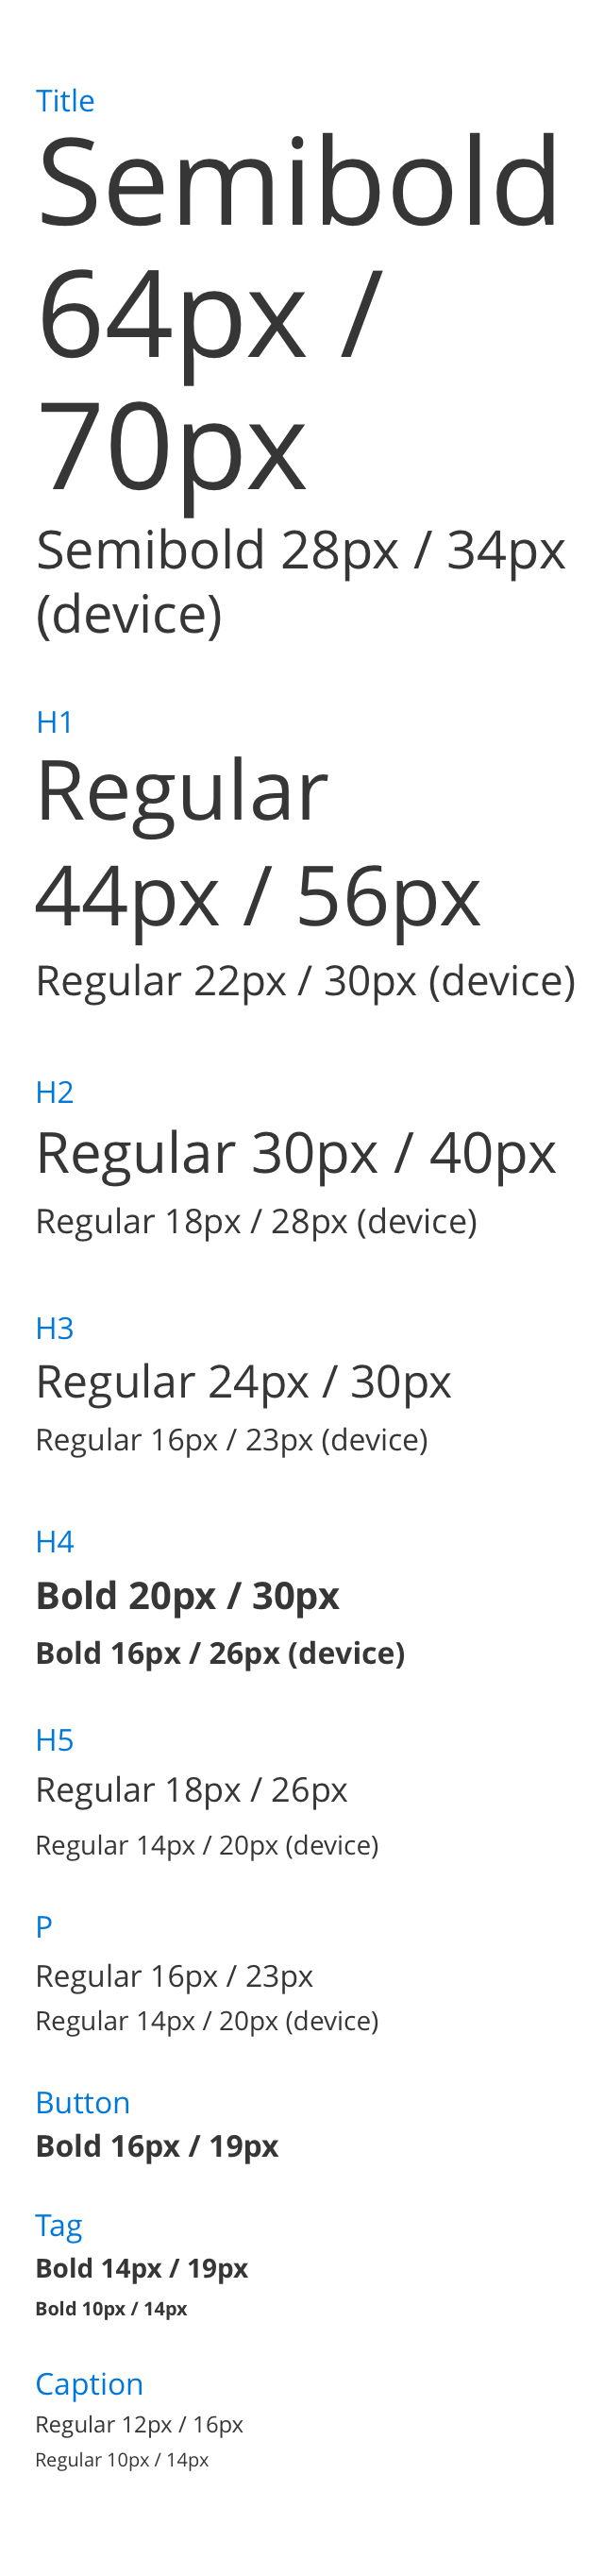 Title
Semibold
64px /
70px
Semibold 28px / 34px
(device)
H1
Regular
44px / 56px
Regular 22px / 30px (device)
H2
Regular 30px / 40px
Regular 18px / 28px (device)
H3
Regular 24px / 30px
Regular 16px / 23px (device)
H4
Bold 20px / 30px
Bold 16px / 26px (device)
H5
Regular 18px / 26px
Regular 14px / 20px (device)
P
Regular 16px / 23px
Regular 14px / 20px (device)
Button
Bold 16px / 19px
Tag
Bold 14px / 19px
Bold 10px / 14px
Caption
Regular 12px / 16px
Regular 10px / 14px